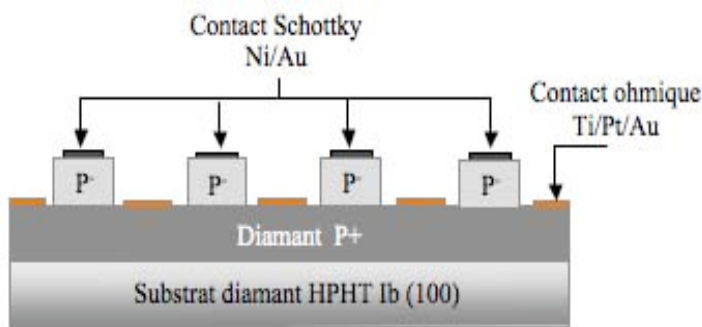 Contact Schottky
Ni/Au
Contact ohmique
Ti/Pt/Au
P- P- P- P-
Diamant P+
Substrat diamant HPHT Ib (100)